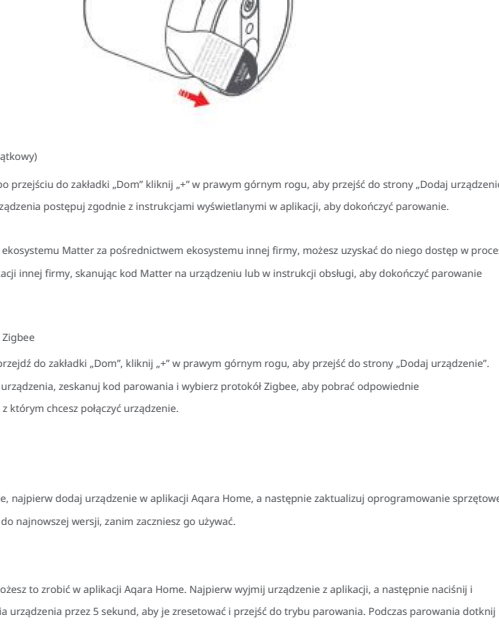 ątkowy)
po przejściu do zakładki „Dom” kliknij „+” w prawym górnym rogu, aby przejść do strony „Dodaj urządzenie
ządzenia postępuj zgodnie z instrukcjami wyświetlanymi w aplikacji, aby dokończyć parowanie.
ekosystemu Matter za pośrednictwem ekosystemu innej firmy, możesz uzyskać do niego dostęp w proce
acji innej firmy, skanując kod Matter na urządzeniu lub w instrukcji obsługi, aby dokończyć parowanie
Zigbee
przejdź do zakładki „Dom”, kliknij „+” w prawym górnym rogu, aby przejść do strony „Dodaj urządzenie”.
urządzenia, zeskanuj kod parowania i wybierz protokół Zigbee, aby pobrać odpowiednie
z którym chcesz połączyć urządzenie.
e, najpierw dodaj urządzenie w aplikacji Aqara Home, a następnie zaktualizuj oprogramowanie sprzętowe
do najnowszej wersji, zanim zaczniesz go używać.
ożesz to zrobić w aplikacji Aqara Home. Najpierw wyjmij urządzenie z aplikacji, a następnie naciśnij i
ia urządzenia przez 5 sekund, aby je zresetować i przejść do trybu parowania. Podczas parowania dotknij